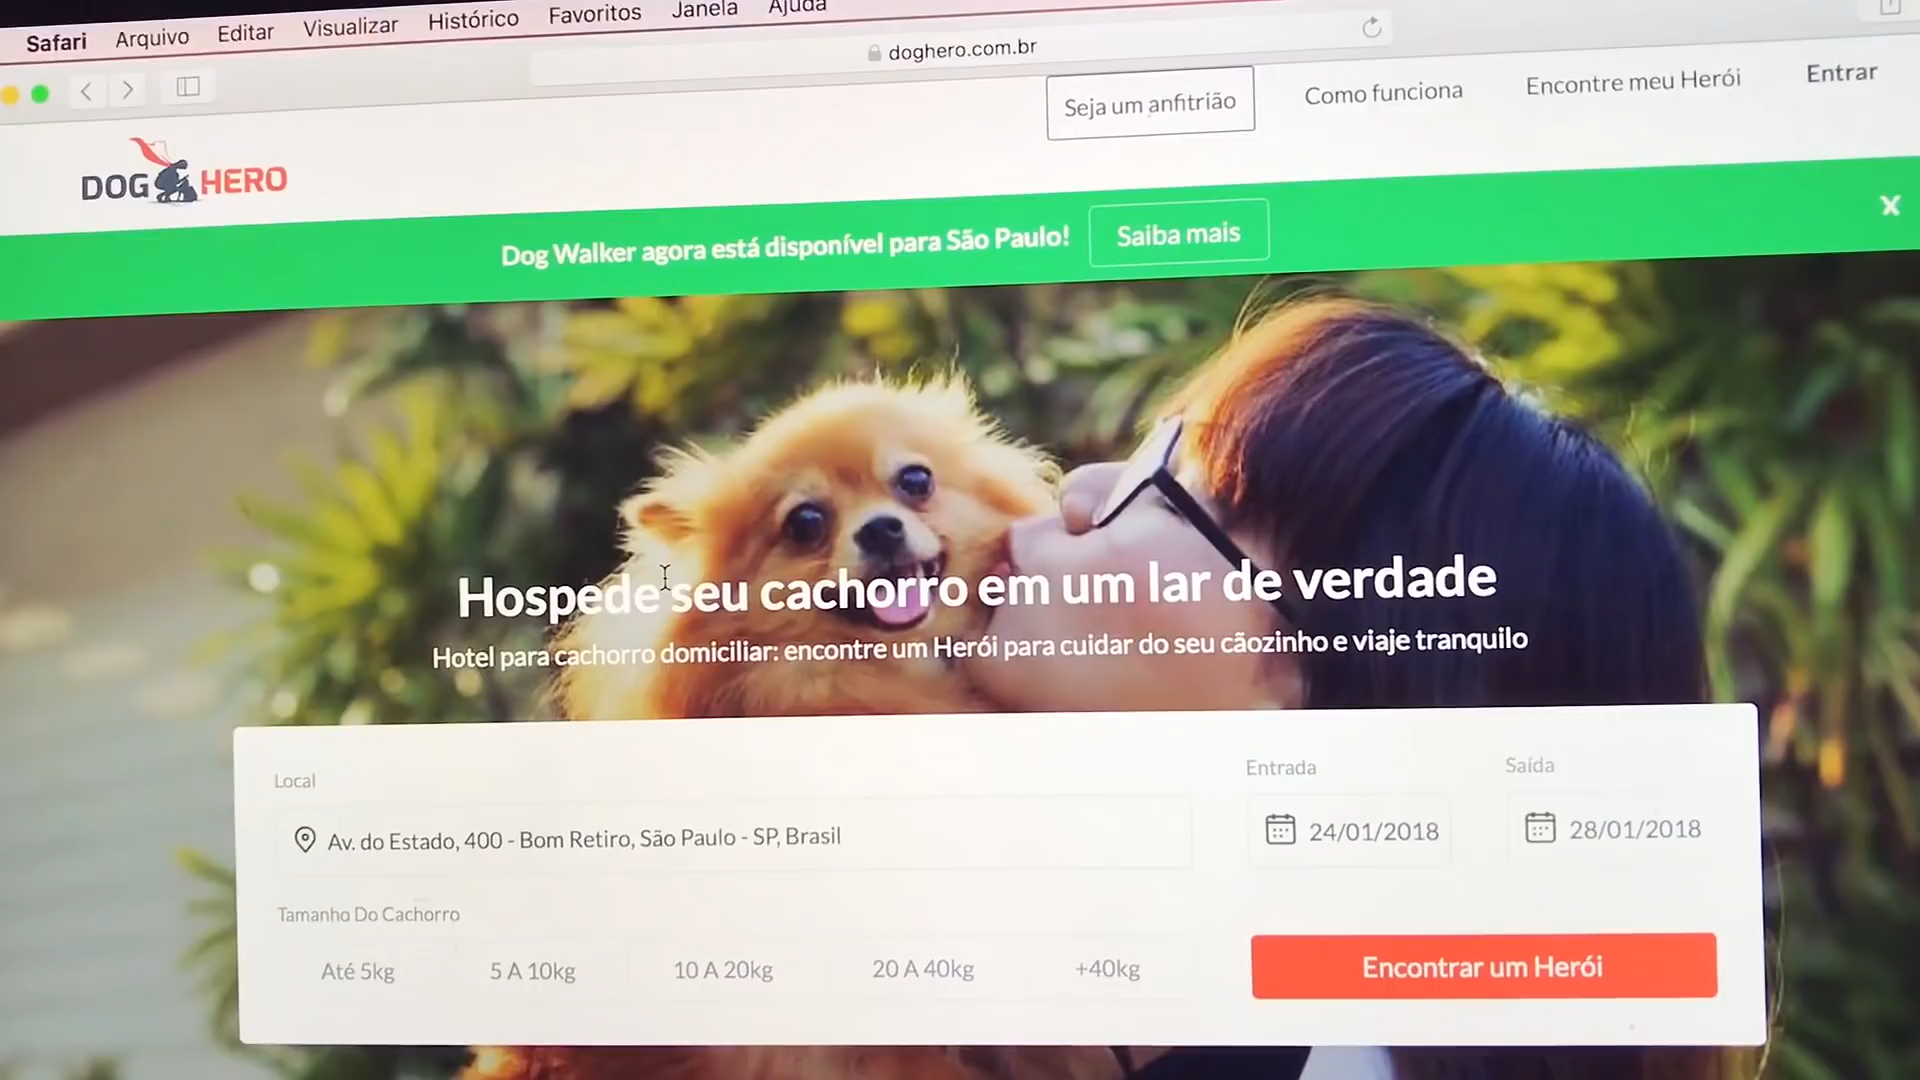 Safari Arquivo Editar Visualizar Histórico Favoritos Janela Ajuda
doghero.com.br
Seja um anfitrião Como funciona Encontre meu Herói Entrar
DOG HERO
Dog Walker agora está disponível para São Paulo! Saiba mais X
Hospede seu cachorro em um lar de verdade
Hotel para cachorro domiciliar: encontre um Herói para cuidar do seu cãozinho e viaje tranquilo
Local Entrada Saída
Av. do Estado, 400 - Bom Retiro, São Paulo - SP, Brasil 24/01/2018 28/01/2018
Tamanho Do Cachorro
Até 5kg 5 A 10kg 10 A 20kg 20 A 40kg +40kg Encontrar um Herói